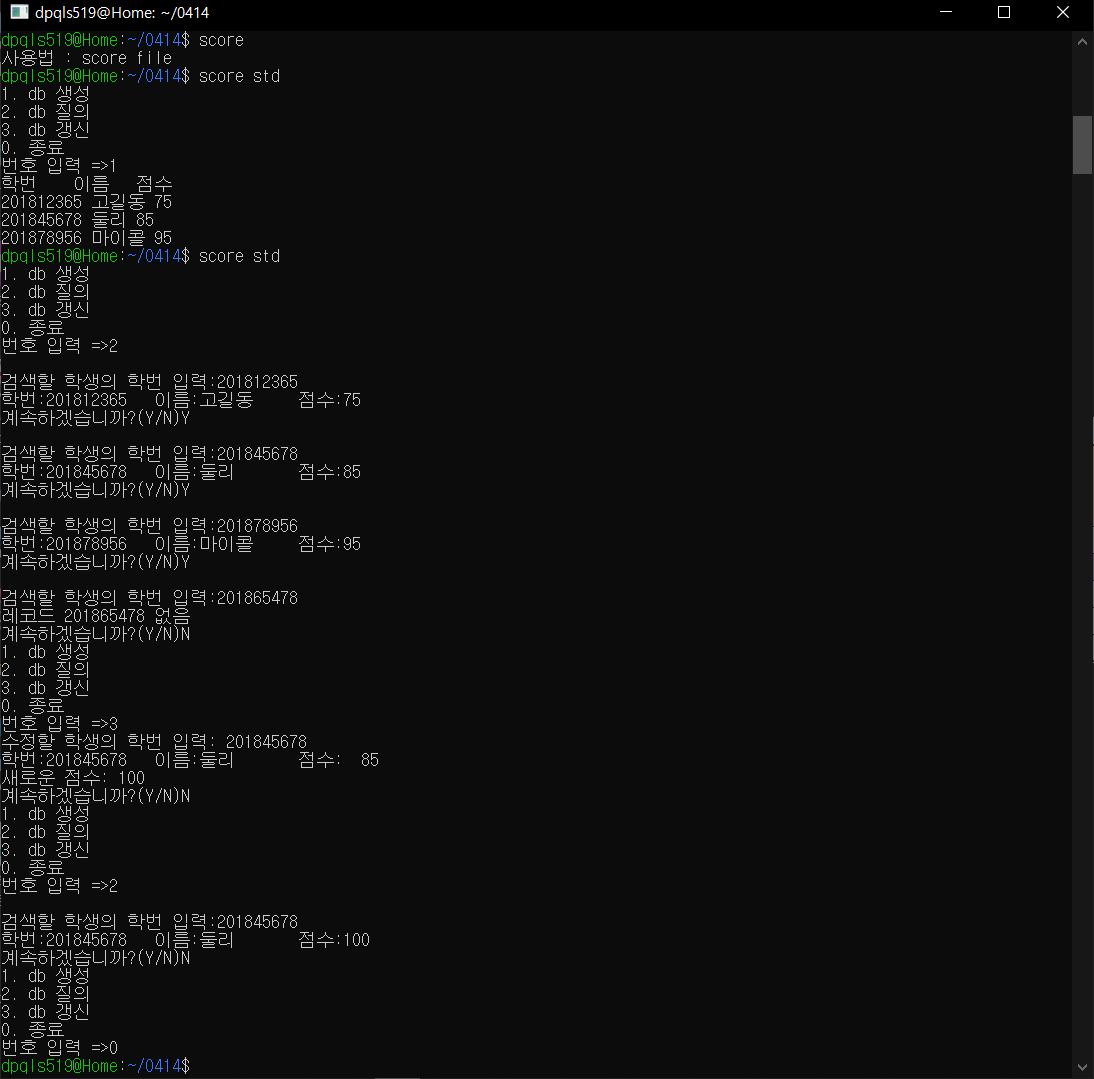 dpqls519@Home: ~/0414
dpqls519@Home:~/0414$ score
사용법 : score file
dpqls519@Home:~/0414$ score std
1. db 생성
2. db 질의
3. db 갱신
0. 종료
번호 입력 =>1
학번    이름   점수
201812365 고길동 75
201845678 둘리 85
201878956 마이콜 95
dpqls519@Home:~/0414$ score std
1. db 생성
2. db 질의
3. db 갱신
0. 종료
번호 입력 =>2
검색할 학생의 학번 입력:201812365
학번:201812365   이름:고길동     점수:75
계속하겠습니까?(Y/N)Y
검색할 학생의 학번 입력:201845678
학번:201845678   이름:둘리       점수:85
계속하겠습니까?(Y/N)Y
검색할 학생의 학번 입력:201878956
학번:201878956   이름:마이콜     점수:95
계속하겠습니까?(Y/N)Y
검색할 학생의 학번 입력:201865478
레코드 201865478 없음
계속하겠습니까?(Y/N)N
1. db 생성
2. db 질의
3. db 갱신
0. 종료
번호 입력 =>3
수정할 학생의 학번 입력: 201845678
학번:201845678   이름:둘리       점수:  85
새로운 점수: 100
계속하겠습니까?(Y/N)N
1. db 생성
2. db 질의
3. db 갱신
0. 종료
번호 입력 =>2
검색할 학생의 학번 입력:201845678
학번:201845678   이름:둘리       점수:100
계속하겠습니까?(Y/N)N
1. db 생성
2. db 질의
3. db 갱신
0. 종료
번호 입력 =>0
dpqls519@Home:~/0414$